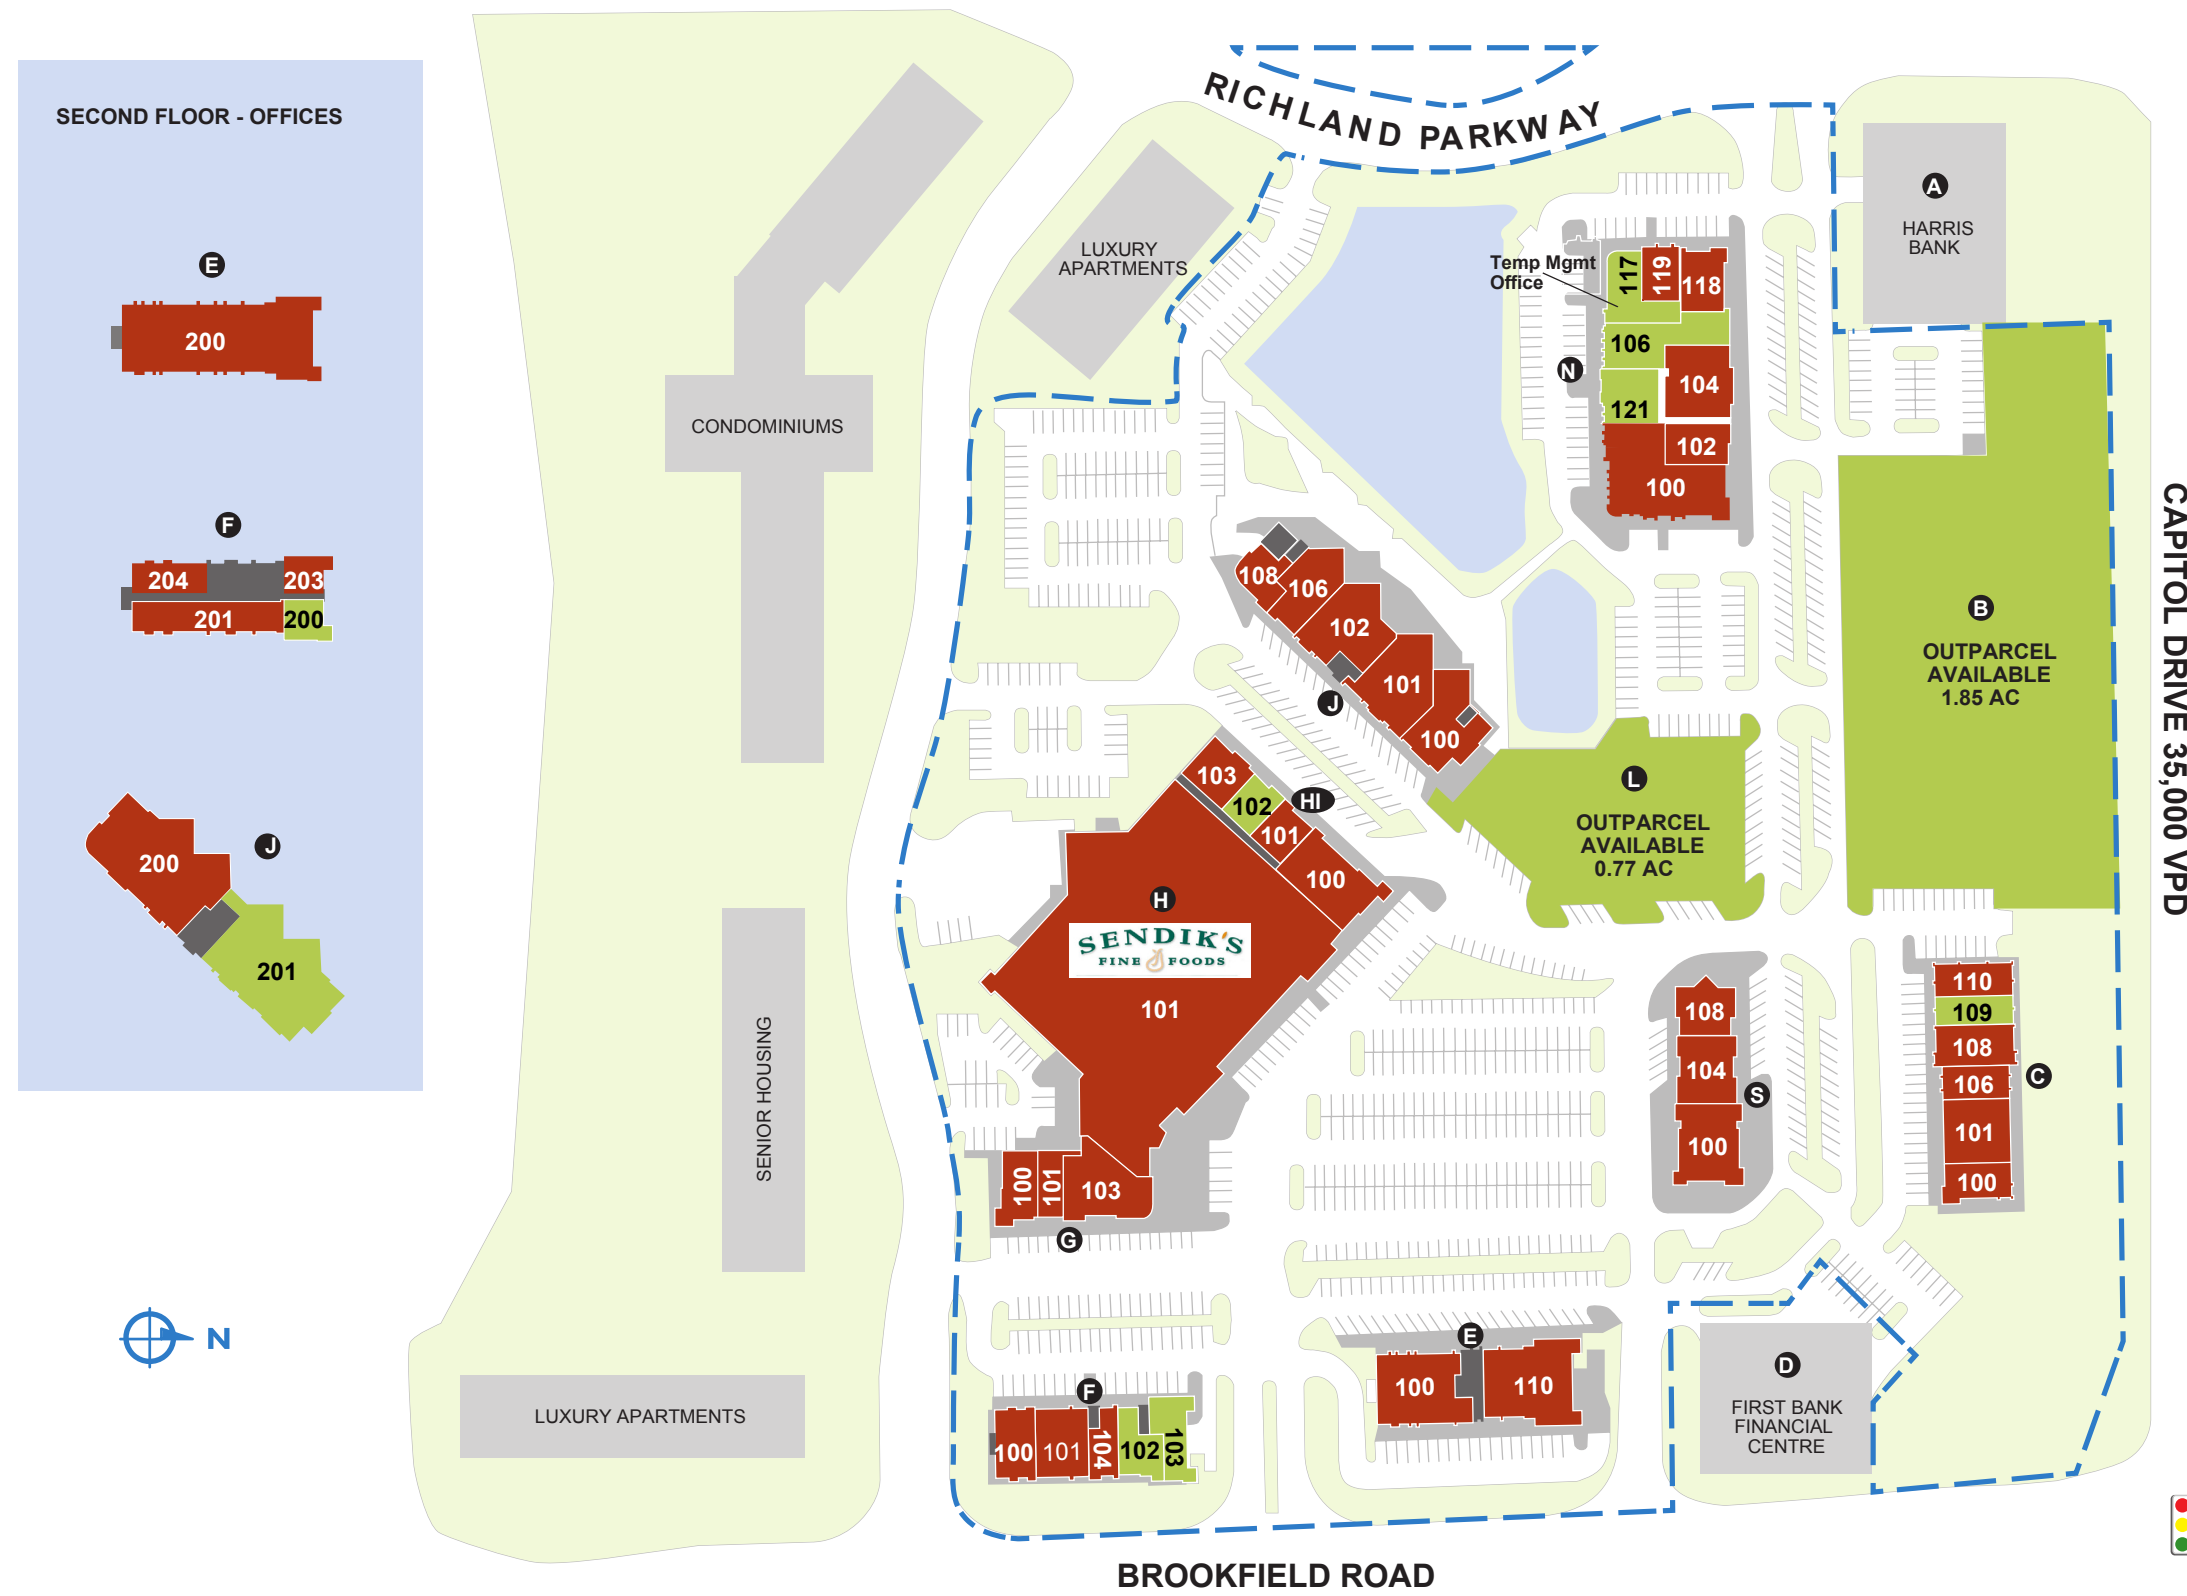 SECOND FLOOR - OFFICES
E
200
F
204
203
201
200
J
200
201
N
RICHLAND PARKWAY
CONDOMINIUMS
LUXURY
APARTMENTS
SENIOR HOUSING
LUXURY APARTMENTS
A
HARRIS
BANK
Temp Mgmt
Office
117
119
118
106
N
104
121
102
100
B
OUTPARCEL
AVAILABLE
1.85 AC
CAPITOL DRIVE 35,000 VPD
108
106
102
101
J
100
L
OUTPARCEL
AVAILABLE
0.77 AC
103
102
HI
101
100
H
SENDIK'S
FINE FOODS
101
100
101
103
G
108
104
S
100
110
109
108
106
C
101
100
E
100
110
D
FIRST BANK
FINANCIAL
CENTRE
F
100
101
104
102
103
BROOKFIELD ROAD